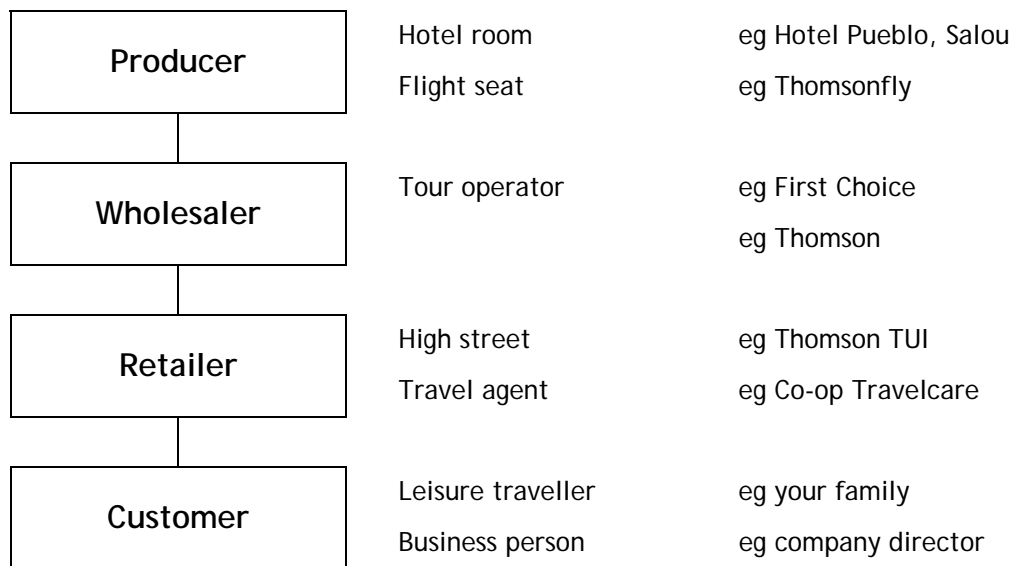 Producer
Hotel room eg Hotel Pueblo, Salou
Flight seat eg Thomsonfly
Wholesaler
Tour operator eg First Choice
eg Thomson
Retailer
High street eg Thomson TUI
Travel agent eg Co-op Travelcare
Customer
Leisure traveller eg your family
Business person eg company director